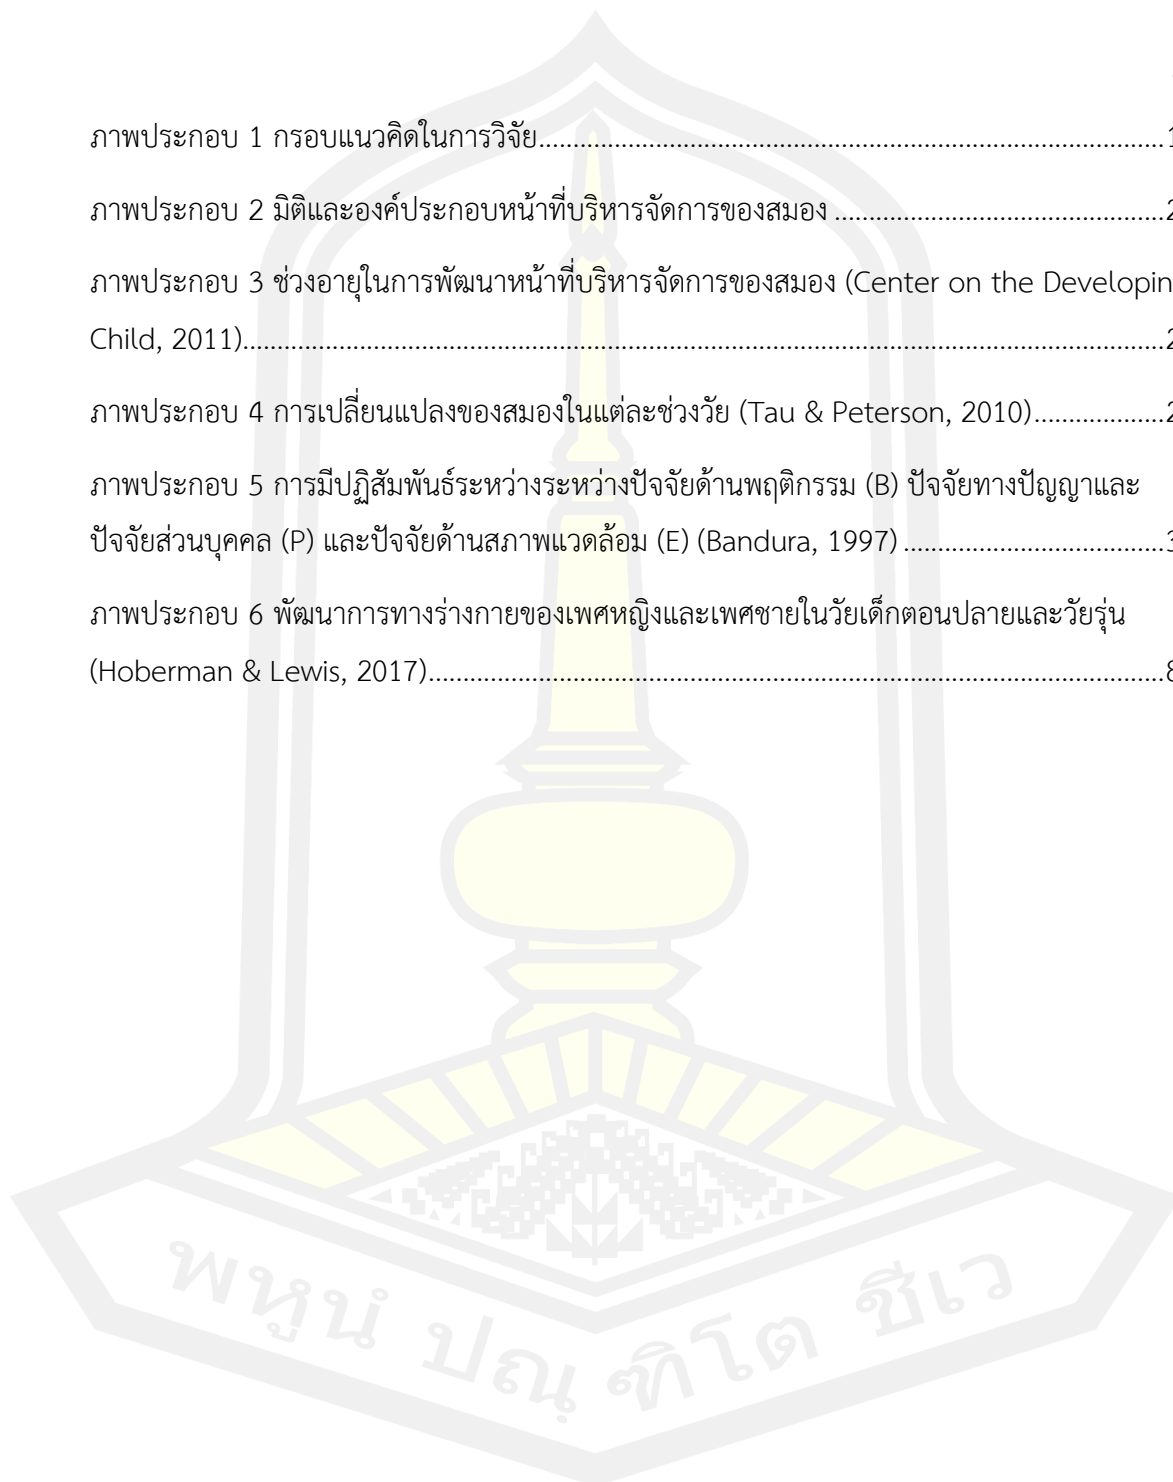 ภาพประกอบ 1 กรอบแนวคิดในการวิจัย.....1
ภาพประกอบ 2 มิติและองค์ประกอบหน้าที่บริหารจัดการของสมอง .....2
ภาพประกอบ 3 ช่วงอายุในการพัฒนาหน้าที่บริหารจัดการของสมอง (Center on the Developin
Child, 2011).....2
ภาพประกอบ 4 การเปลี่ยนแปลงของสมองในแต่ละช่วงวัย (Tau & Peterson, 2010).....2
ภาพประกอบ 5 การมีปฏิสัมพันธ์ระหว่างระหว่างปัจจัยด้านพฤติกรรม (B) ปัจจัยทางปัญญาและ
ปัจจัยส่วนบุคคล (P) และปัจจัยด้านสภาพแวดล้อม (E) (Bandura, 1997) .....3
ภาพประกอบ 6 พัฒนาการทางร่างกายของเพศหญิงและเพศชายในวัยเด็กตอนปลายและวัยรุ่น
(Hoberman & Lewis, 2017).....8
พหูนํ ปณฺฑิโต ชีเว